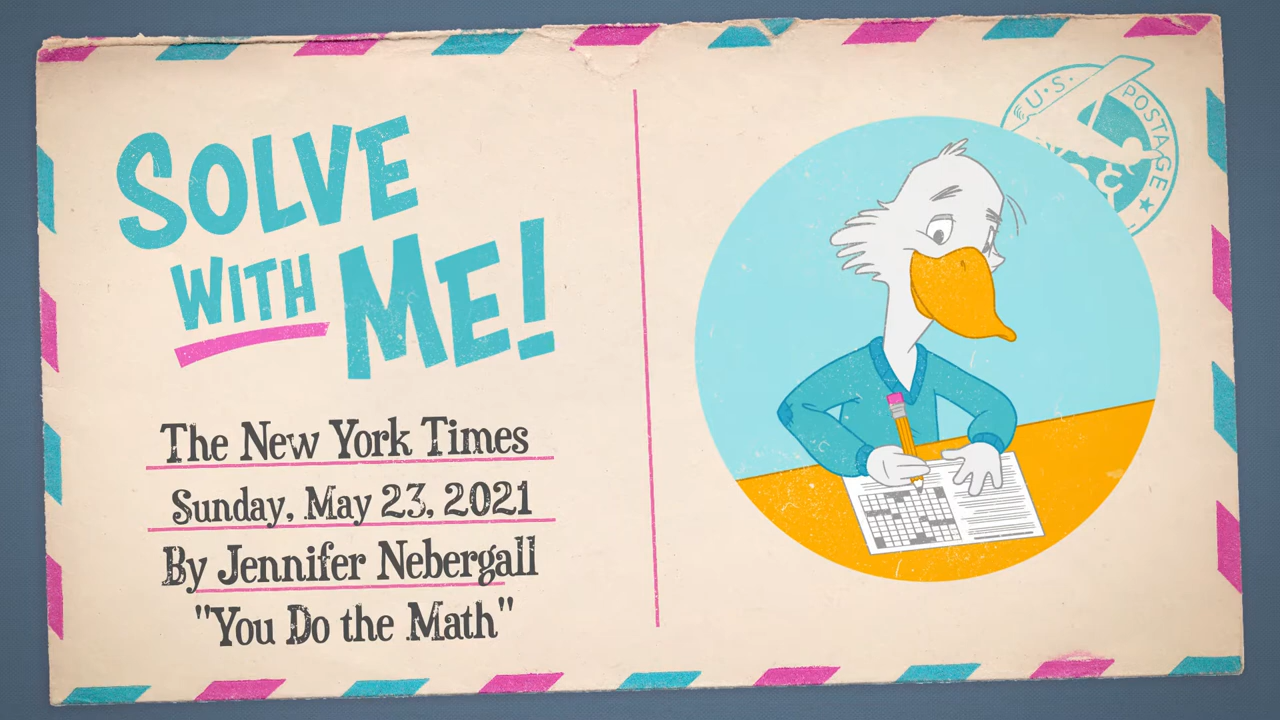 SOLVE
WITH ME!
The New York Times
Sunday, May 23, 2021
By Jennifer Nebergall
"You Do the Math"
U.S. POSTAGE